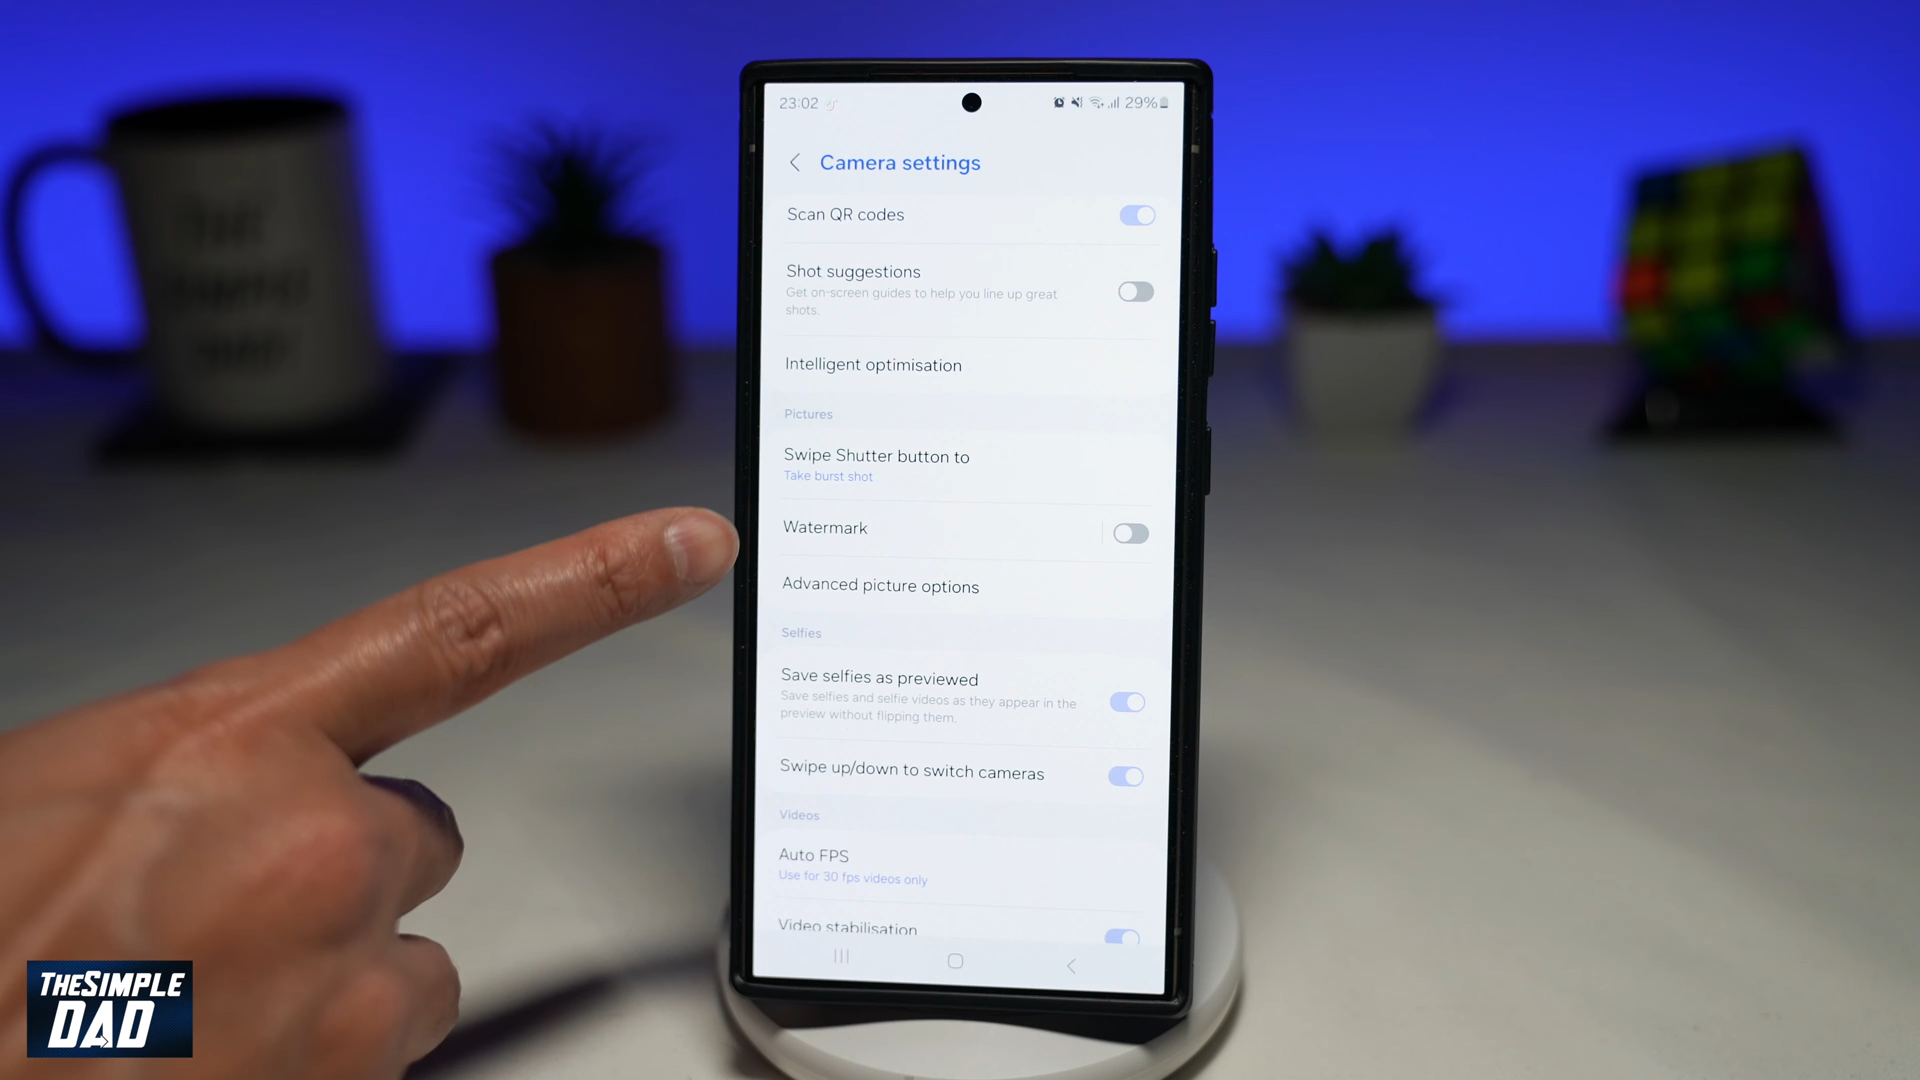 23:02
29%
Camera settings
Scan QR codes
Shot suggestions
Get on-screen guides to help you line up great
shots.
Intelligent optimisation
Pictures
Swipe Shutter button to
Take burst shot
Watermark
Advanced picture options
Selfies
Save selfies as previewed
Save selfies and selfie videos as they appear in the
preview without flipping them.
Swipe up/down to switch cameras
Videos
Auto FPS
Use for 30 fps videos only
Video stabilisation
THESIMPLE
DAD